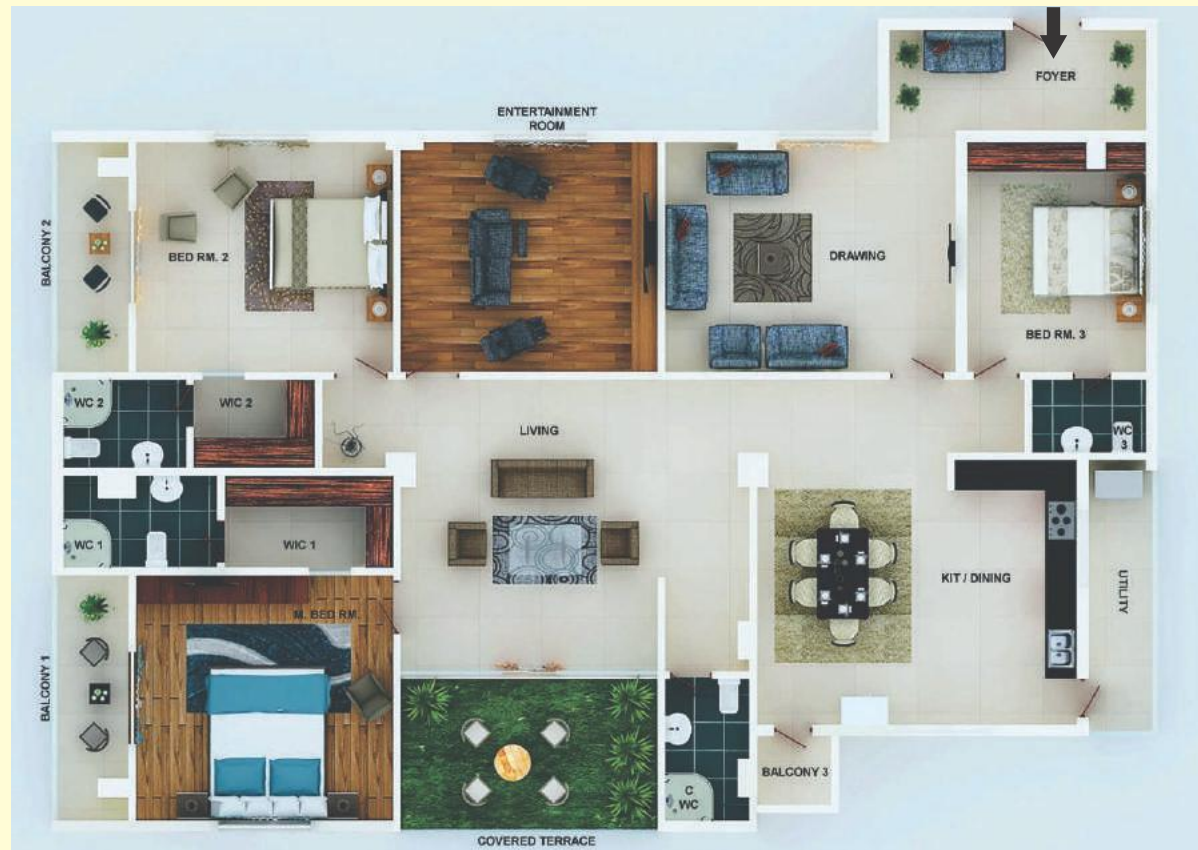 FOYER
ENTERTAINMENT
ROOM
BALCONY 2
BED RM. 2
DRAWING
BED RM. 3
WC 2
WIC 2
LIVING
WC
3
WC 1
WIC 1
KIT / DINING
UTILITY
M. BED RM.
BALCONY 1
BALCONY 3
C
WC
COVERED TERRACE